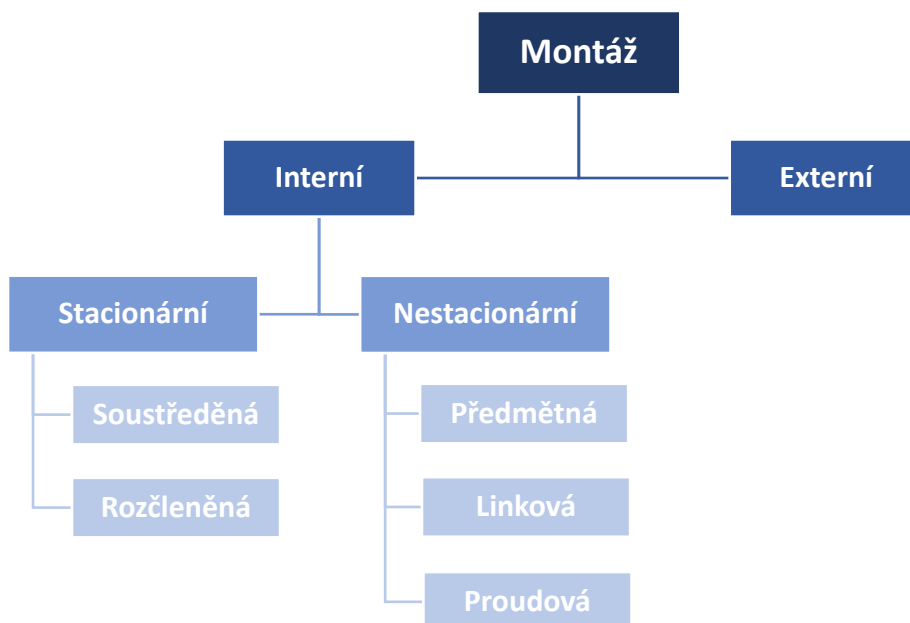 Montáž
Interní
Externí
Stacionární
Nestacionární
Soustředěná
Předmětná
Rozčleněná
Linková
Proudová